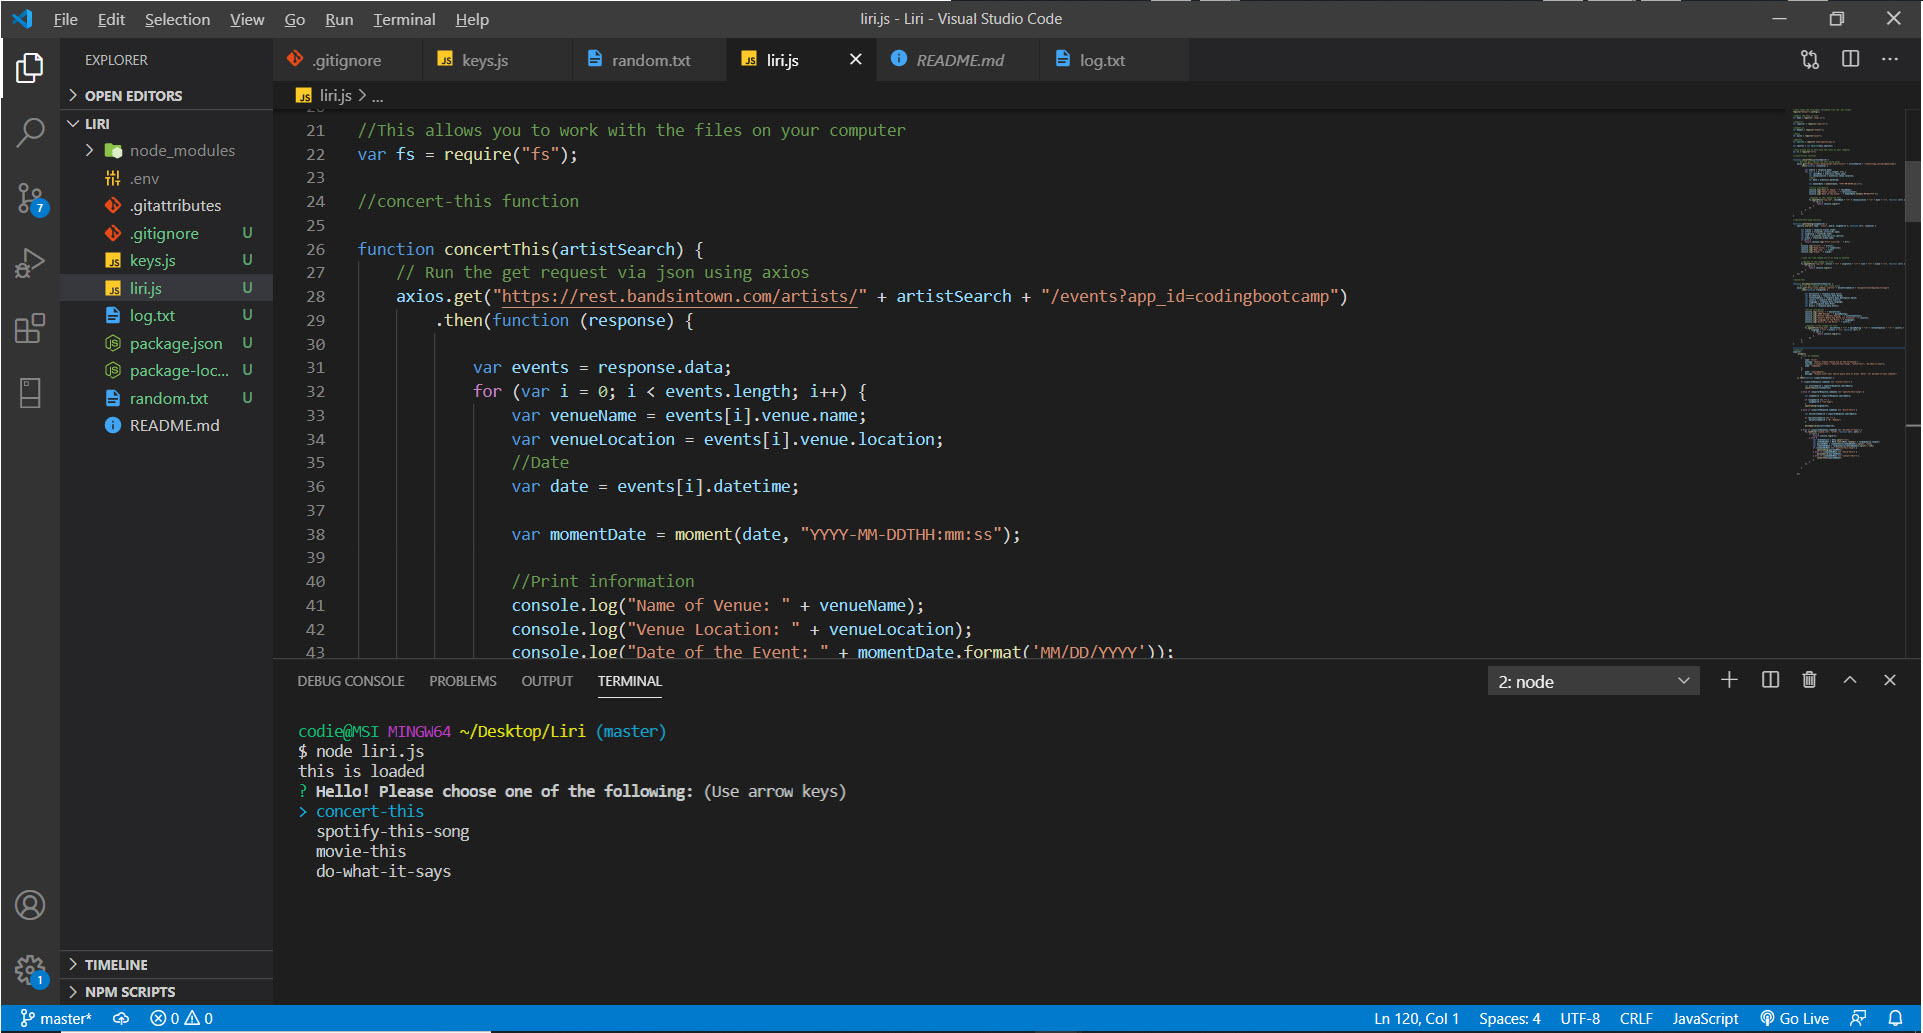 File Edit Selection View Go Run Terminal Help
liri.js - Liri - Visual Studio Code
EXPLORER
OPEN EDITORS
LIRI
node_modules
.env
.gitattributes
.gitignore U
keys.js U
liri.js U
log.txt U
package.json U
package-loc... U
random.txt U
README.md
TIMELINE
NPM SCRIPTS
7
1
.gitignore keys.js random.txt liri.js README.md log.txt
liri.js > ...
21 //This allows you to work with the files on your computer
22 var fs = require("fs");
23
24 //concert-this function
25
26 function concertThis(artistSearch) {
27 // Run the get request via json using axios
28 axios.get("https://rest.bandsintown.com/artists/" + artistSearch + "/events?app_id=codingbootcamp")
29 .then(function (response) {
30
31 var events = response.data;
32 for (var i = 0; i < events.length; i++) {
33 var venueName = events[i].venue.name;
34 var venueLocation = events[i].venue.location;
35 //Date
36 var date = events[i].datetime;
37
38 var momentDate = moment(date, "YYYY-MM-DDTHH:mm:ss");
39
40 //Print information
41 console.log("Name of Venue: " + venueName);
42 console.log("Venue Location: " + venueLocation);
43 console.log("Date of the Event: " + momentDate.format('MM/DD/YYYY'));
DEBUG CONSOLE PROBLEMS OUTPUT TERMINAL
2: node
codie@MSI MINGW64 ~/Desktop/Liri (master)
$ node liri.js
this is loaded
? Hello! Please choose one of the following: (Use arrow keys)
> concert-this
spotify-this-song
movie-this
do-what-it-says
master* 0 0
Ln 120, Col 1 Spaces: 4 UTF-8 CRLF JavaScript Go Live